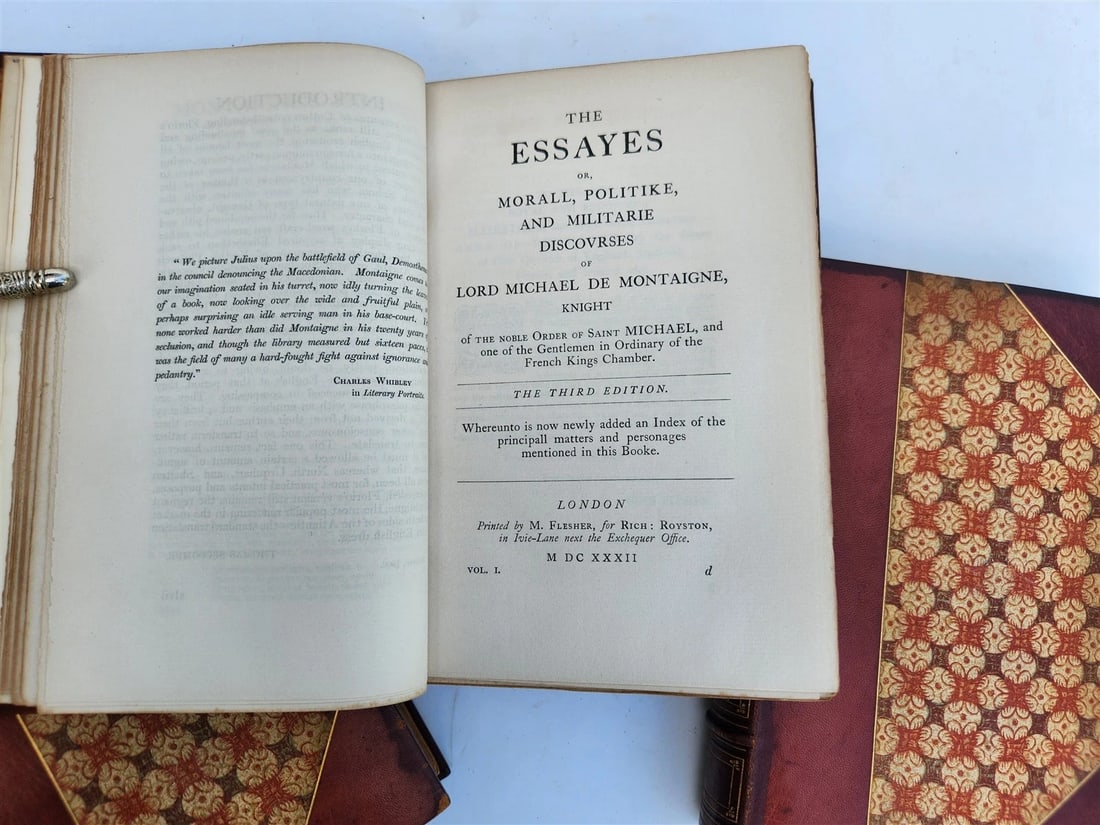 " We picture Julius upon the battlefield of Gaul,
in the council denouncing the Macedonian. Montaigne comes
our imagination seated in his turret, now idly turning the
of a book, now looking over the wide and fruitful plain,
perhaps surprising an idle serving man in his base-court.
none worked harder than did Montaigne in his twenty years
seclusion, and though the library measured but sixteen paces,
was the field of many a hard-fought fight against ignorance
pedantry."
CHARLES WHIBLEY
in Literary Portraits.
THE
ESSAYES
OR,
MORALL, POLITIKE,
AND MILITARIE
DISCOVRSES
OF
LORD MICHAEL DE MONTAIGNE,
KNIGHT
of THE NOBLE ORDER OF SAINT MICHAEL, and
one of the Gentlemen in Ordinary of the
French Kings Chamber.
THE THIRD EDITION.
Whereunto is now newly added an Index of the
principall matters and personages
mentioned in this Booke.
LONDON
Printed by M. FLESHER, for RICH: ROYSTON,
in Ivie-Lane next the Exchequer Office.
M DC XXXII
VOL. I. d